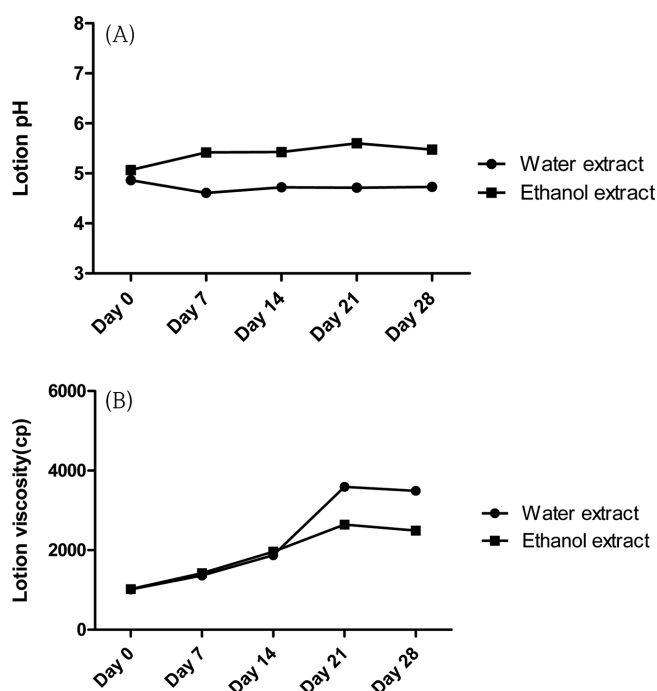 (A)
Lotion pH
8
7
6
5
4
3
Day 0
Day 7
Day 14
Day 21
Day 28
Water extract
Ethanol extract
(B)
Lotion viscosity(cp)
6000
4000
2000
0
Day 0
Day 7
Day 14
Day 21
Day 28
Water extract
Ethanol extract